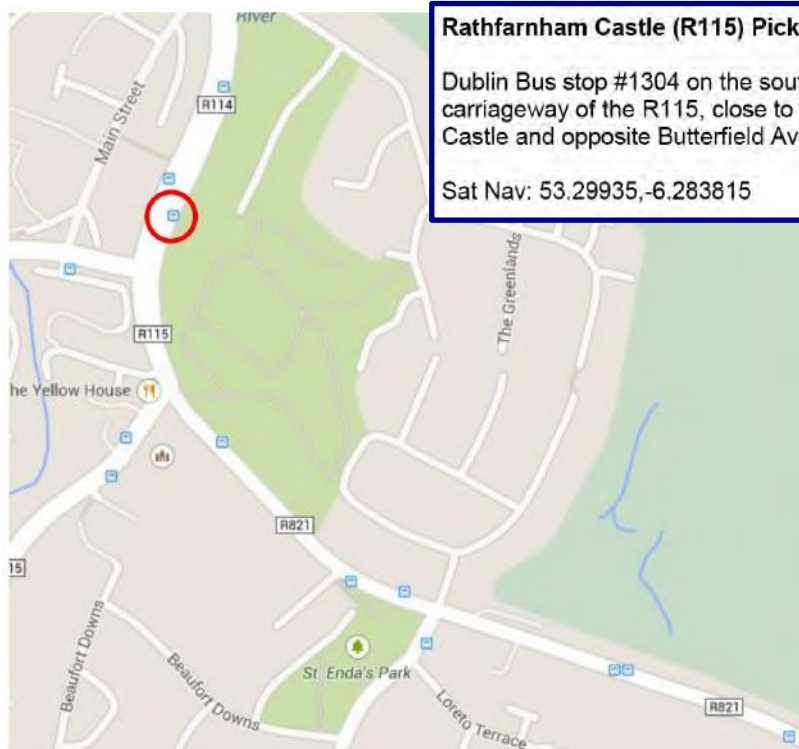 River
Rathfarnham Castle (R115) Pick
Dublin Bus stop #1304 on the sout
carriageway of the R115, close to
Castle and opposite Butterfield Av
Sat Nav: 53.29935,-6.283815
R114
Main Street
The Greenlands
R115
he Yellow House
R821
15
Beaufort Downs
Beaufort Downs
St. Enda's Park
Loreto Terrace
R821